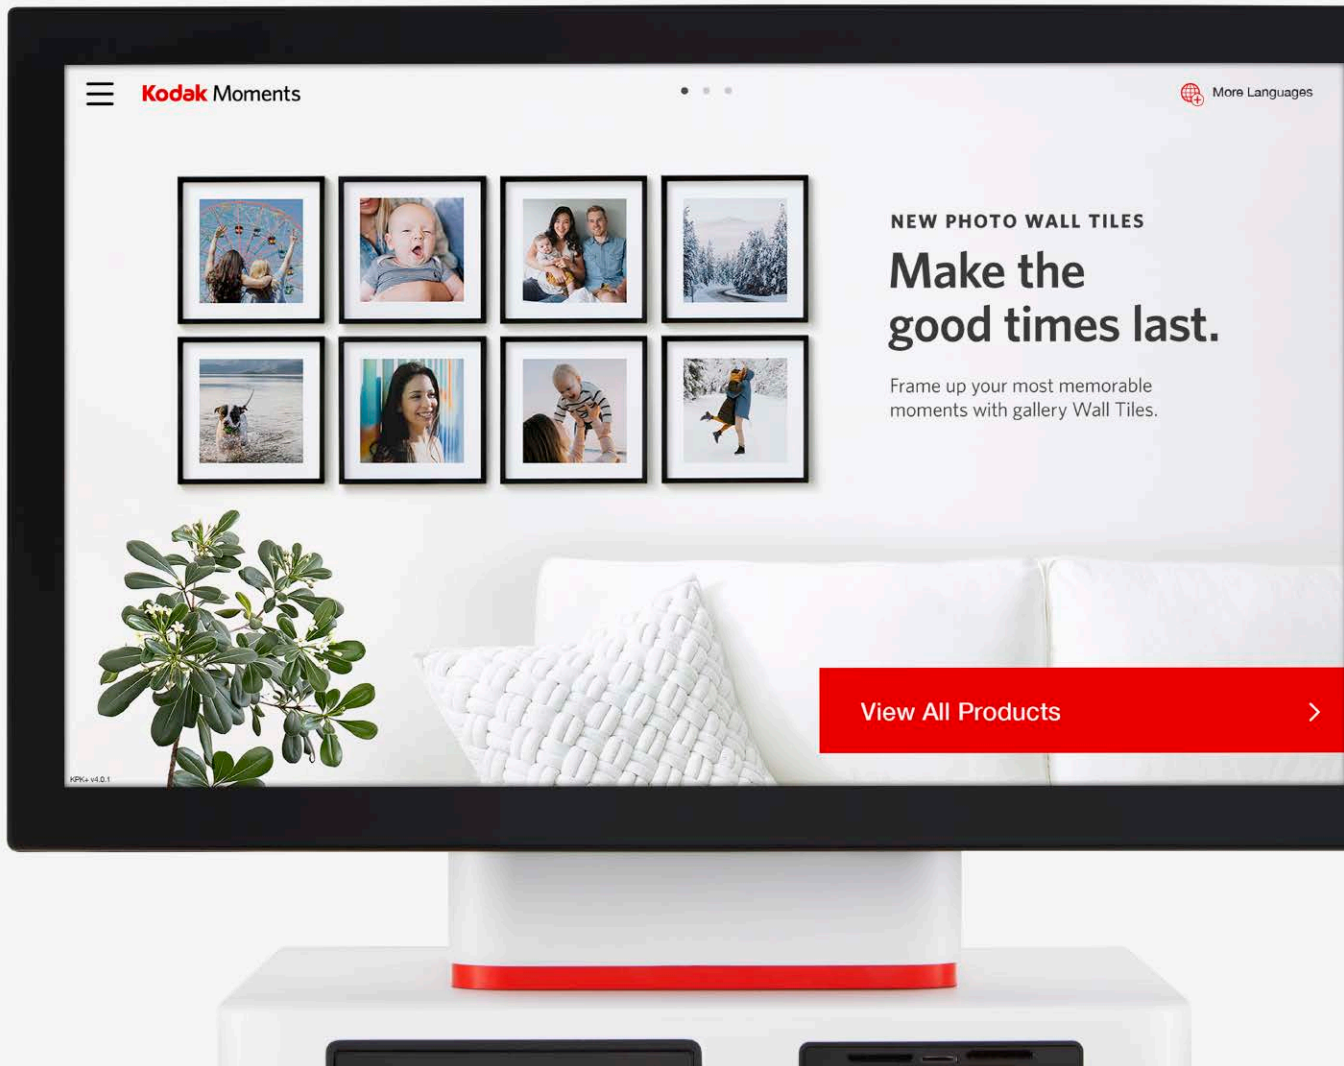 Kodak Moments
More Languages
NEW PHOTO WALL TILES
Make the
good times last.
Frame up your most memorable
moments with gallery Wall Tiles.
View All Products
KPK+ v4.0.1